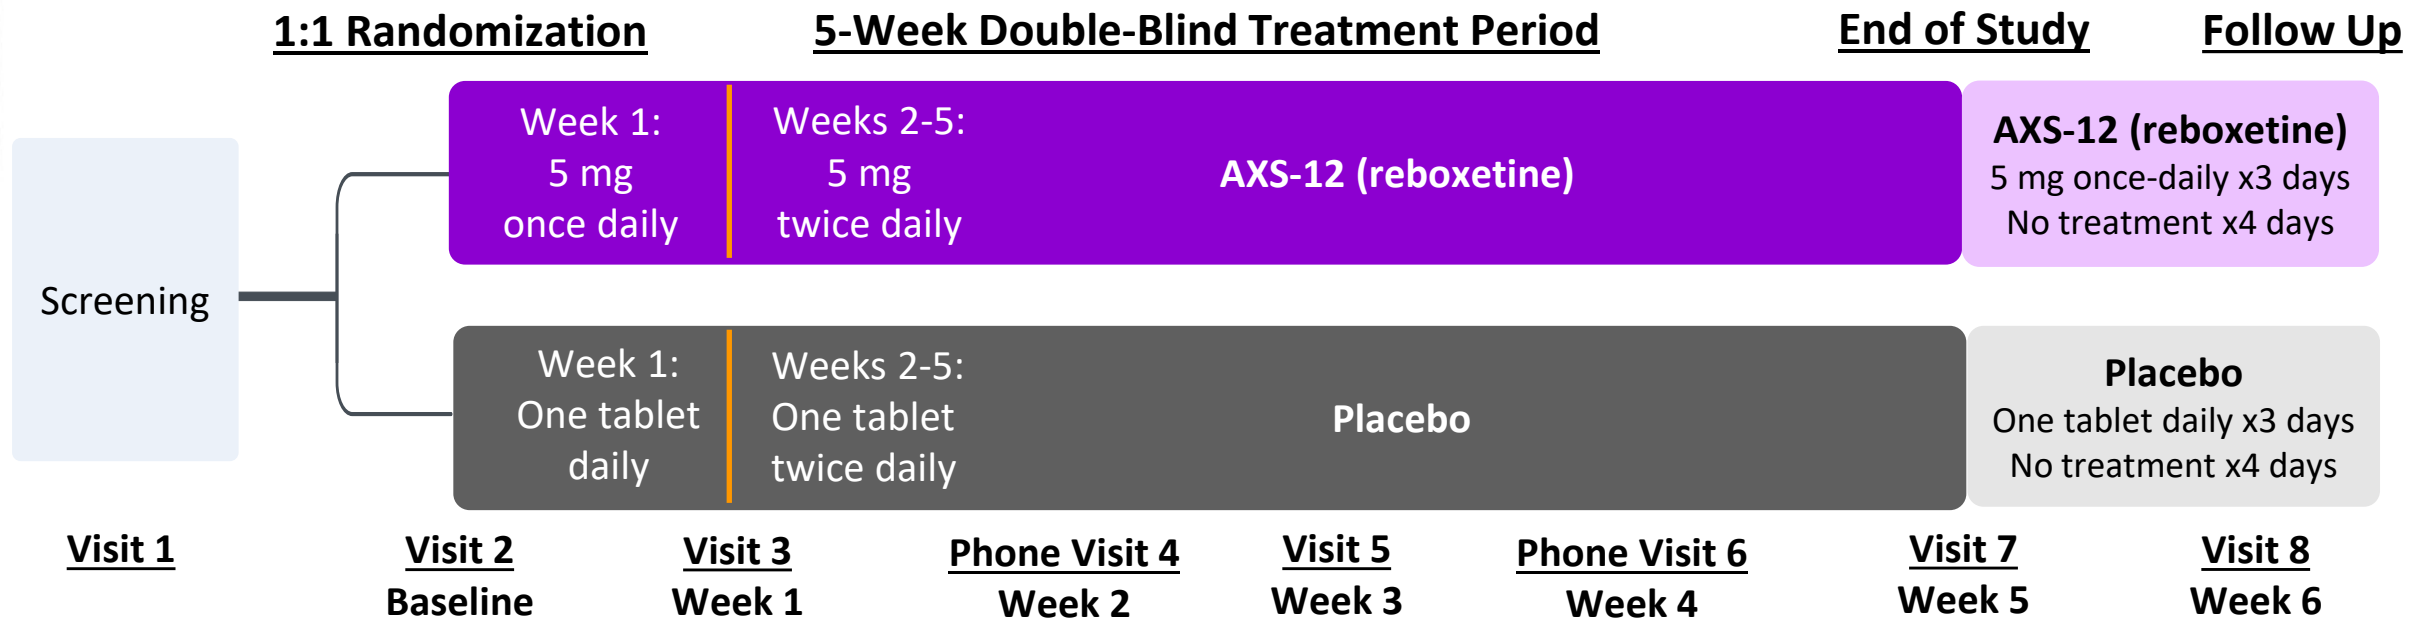 1:1 Randomization
5-Week Double-Blind Treatment Period
End of Study
Follow Up
Screening
Week 1:
5 mg
once daily
Weeks 2-5:
5 mg
twice daily
AXS-12 (reboxetine)
AXS-12 (reboxetine)
5 mg once-daily x3 days
No treatment x4 days
Week 1:
One tablet
daily
Weeks 2-5:
One tablet
twice daily
Placebo
Placebo
One tablet daily x3 days
No treatment x4 days
Visit 1
Visit 2
Baseline
Visit 3
Week 1
Phone Visit 4
Week 2
Visit 5
Week 3
Phone Visit 6
Week 4
Visit 7
Week 5
Visit 8
Week 6